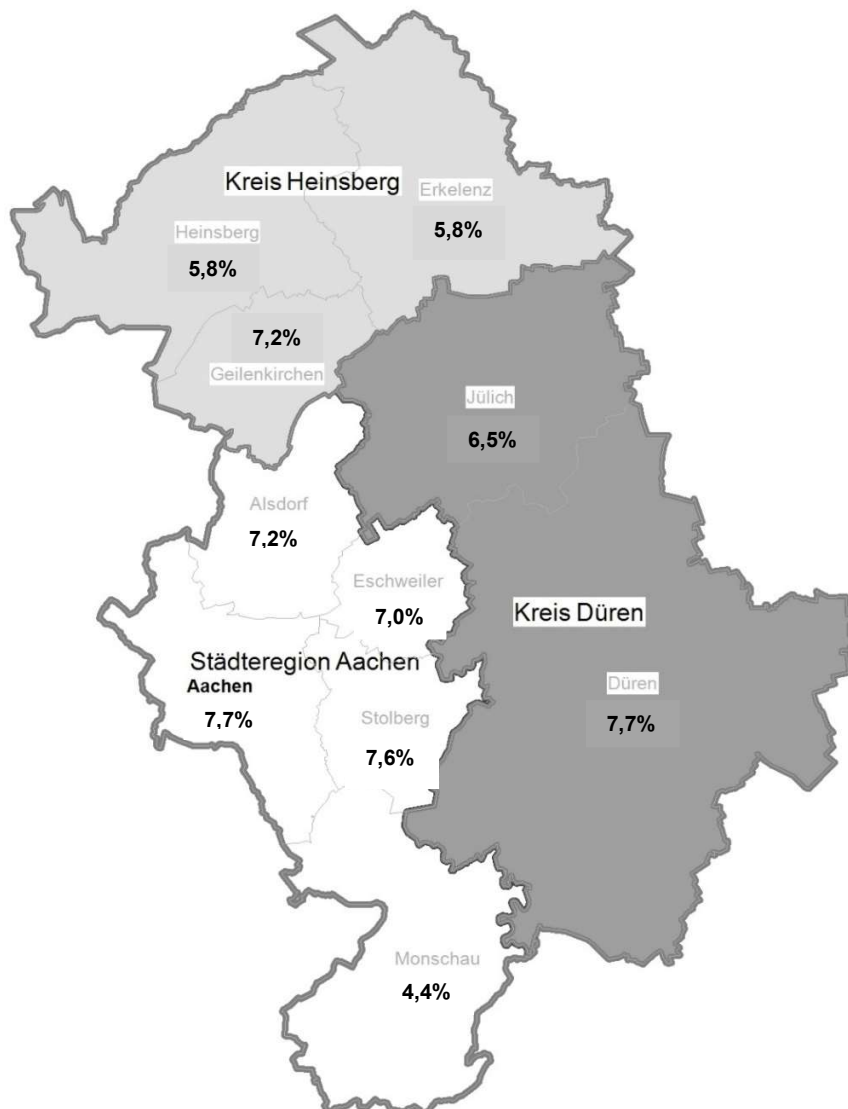 Kreis Heinsberg
Erkelenz
5,8%
Heinsberg
5,8%
7,2%
Geilenkirchen
Jülich
6,5%
Alsdorf
7,2%
Eschweiler
7,0%
Kreis Düren
Städteregion Aachen
Aachen
7,7%
Stolberg
7,6%
Düren
7,7%
Monschau
4,4%